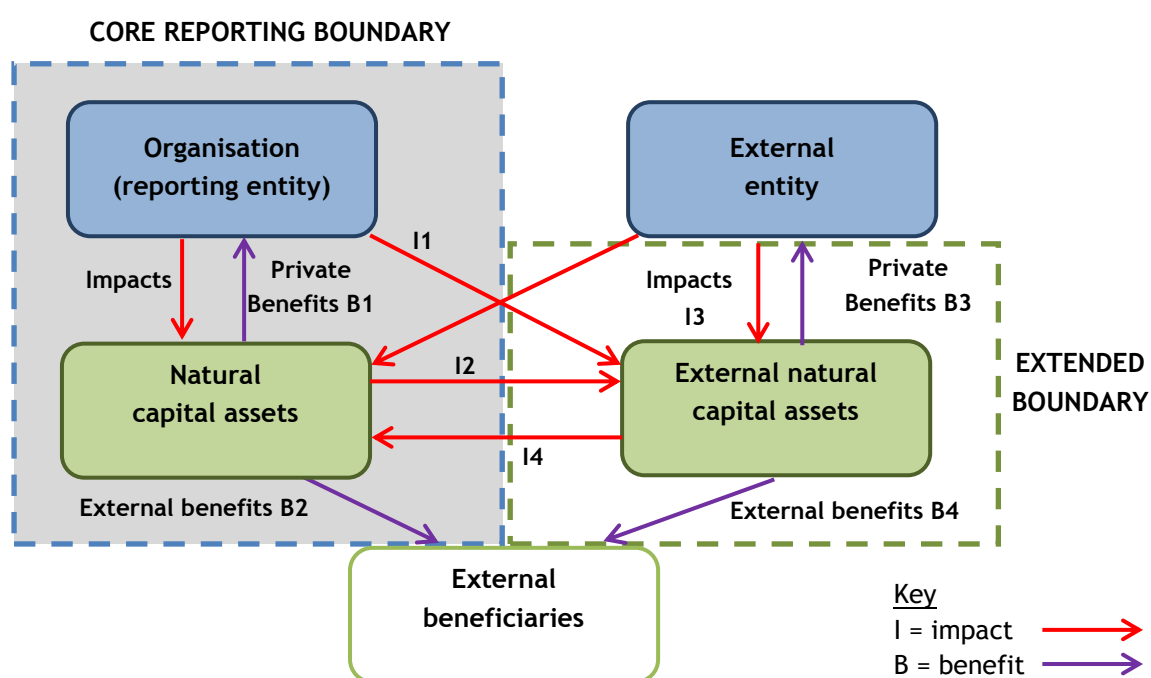 CORE REPORTING BOUNDARY
Organisation
(reporting entity)
External
entity
I1
Impacts
Private
Benefits B1
Impacts
I3
Private
Benefits B3
Natural
capital assets
I2
External natural
capital assets
EXTENDED
BOUNDARY
I4
External benefits B2
External benefits B4
External
beneficiaries
Key
I = impact
B = benefit